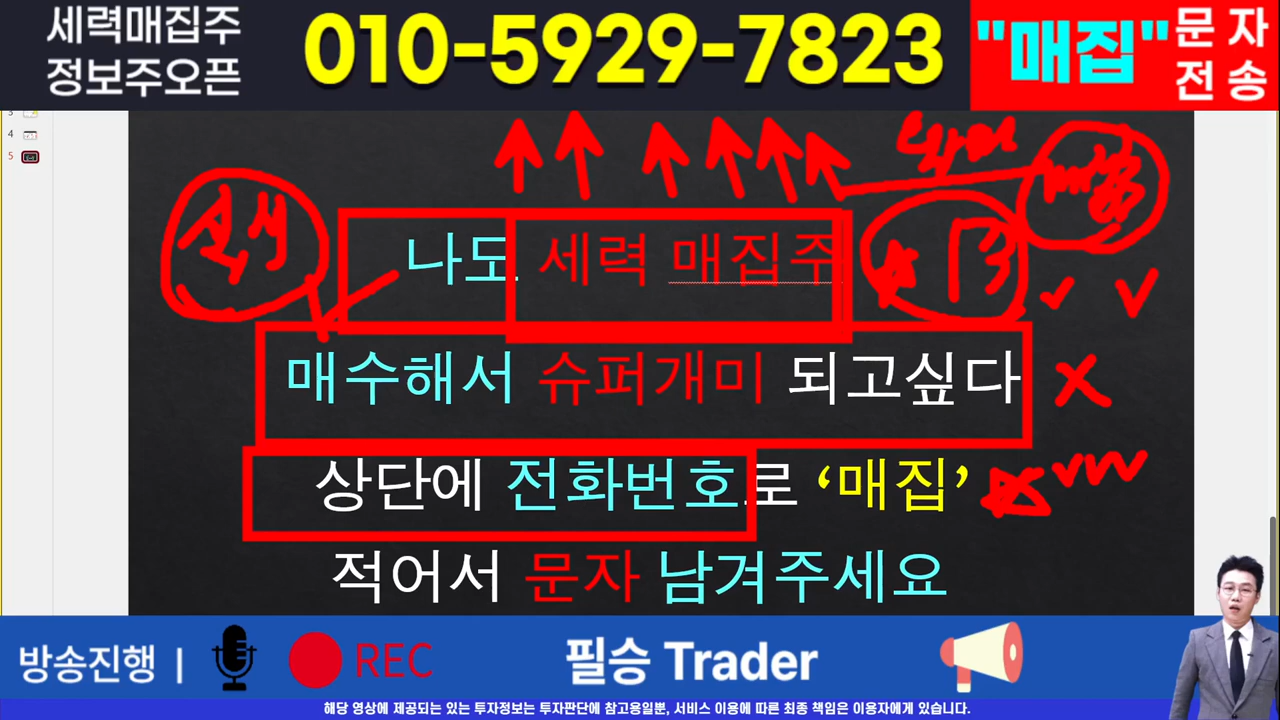 세력매집주
정보주오픈
010-5929-7823
"매집"
문자
전송
3
4
5
나도 세력 매집주
매수해서 슈퍼개미 되고싶다
상단에 전화번호로 ‘매집’
적어서 문자 남겨주세요
방송진행 |
REC
필승 Trader
해당 영상에 제공되는 있는 투자정보는 투자판단에 참고용일뿐, 서비스 이용에 따른 최종 책임은 이용자에게 있습니다.